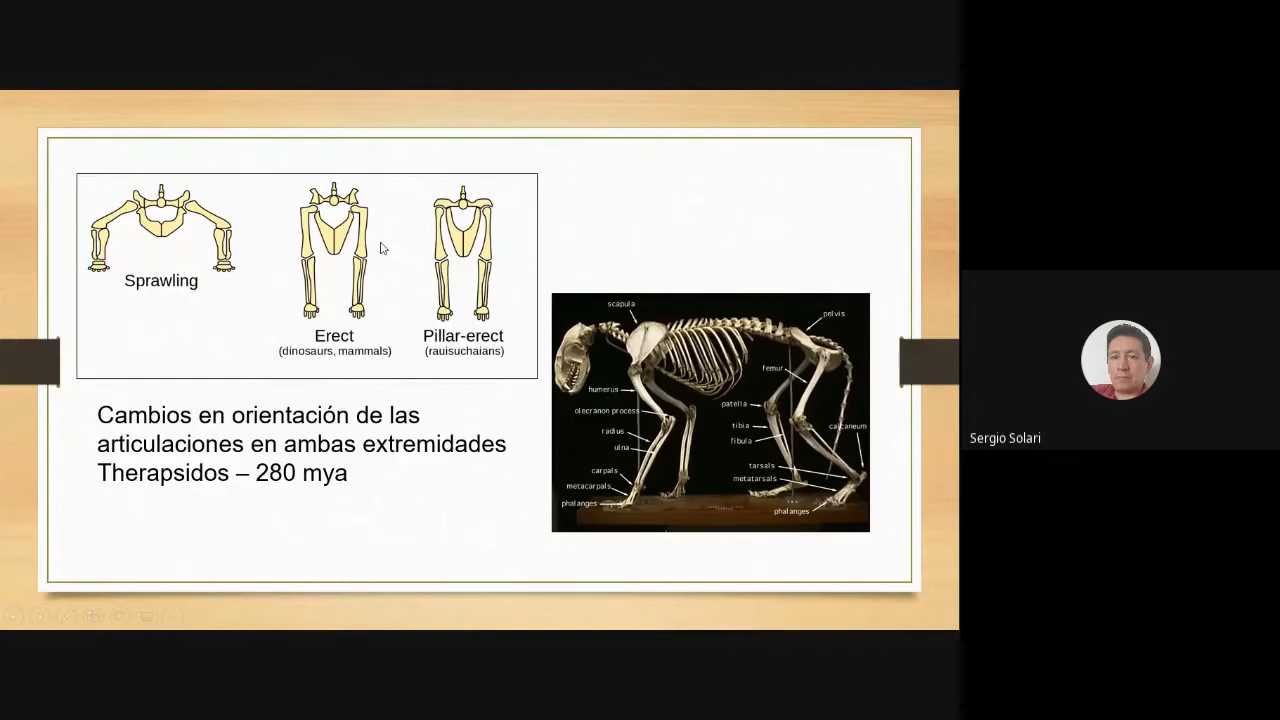 Sprawling
Erect
(dinosaurs, mammals)
Pillar-erect
(rauisuchaians)
Cambios en orientación de las
articulaciones en ambas extremidades
Therapsidos – 280 mya
scapula
pelvis
femur
humerus
patella
olecranon process
tibia
calcaneum
radius
fibula
ulna
tarsals
carpals
metatarsals
metacarpals
phalanges
phalanges
Sergio Solari